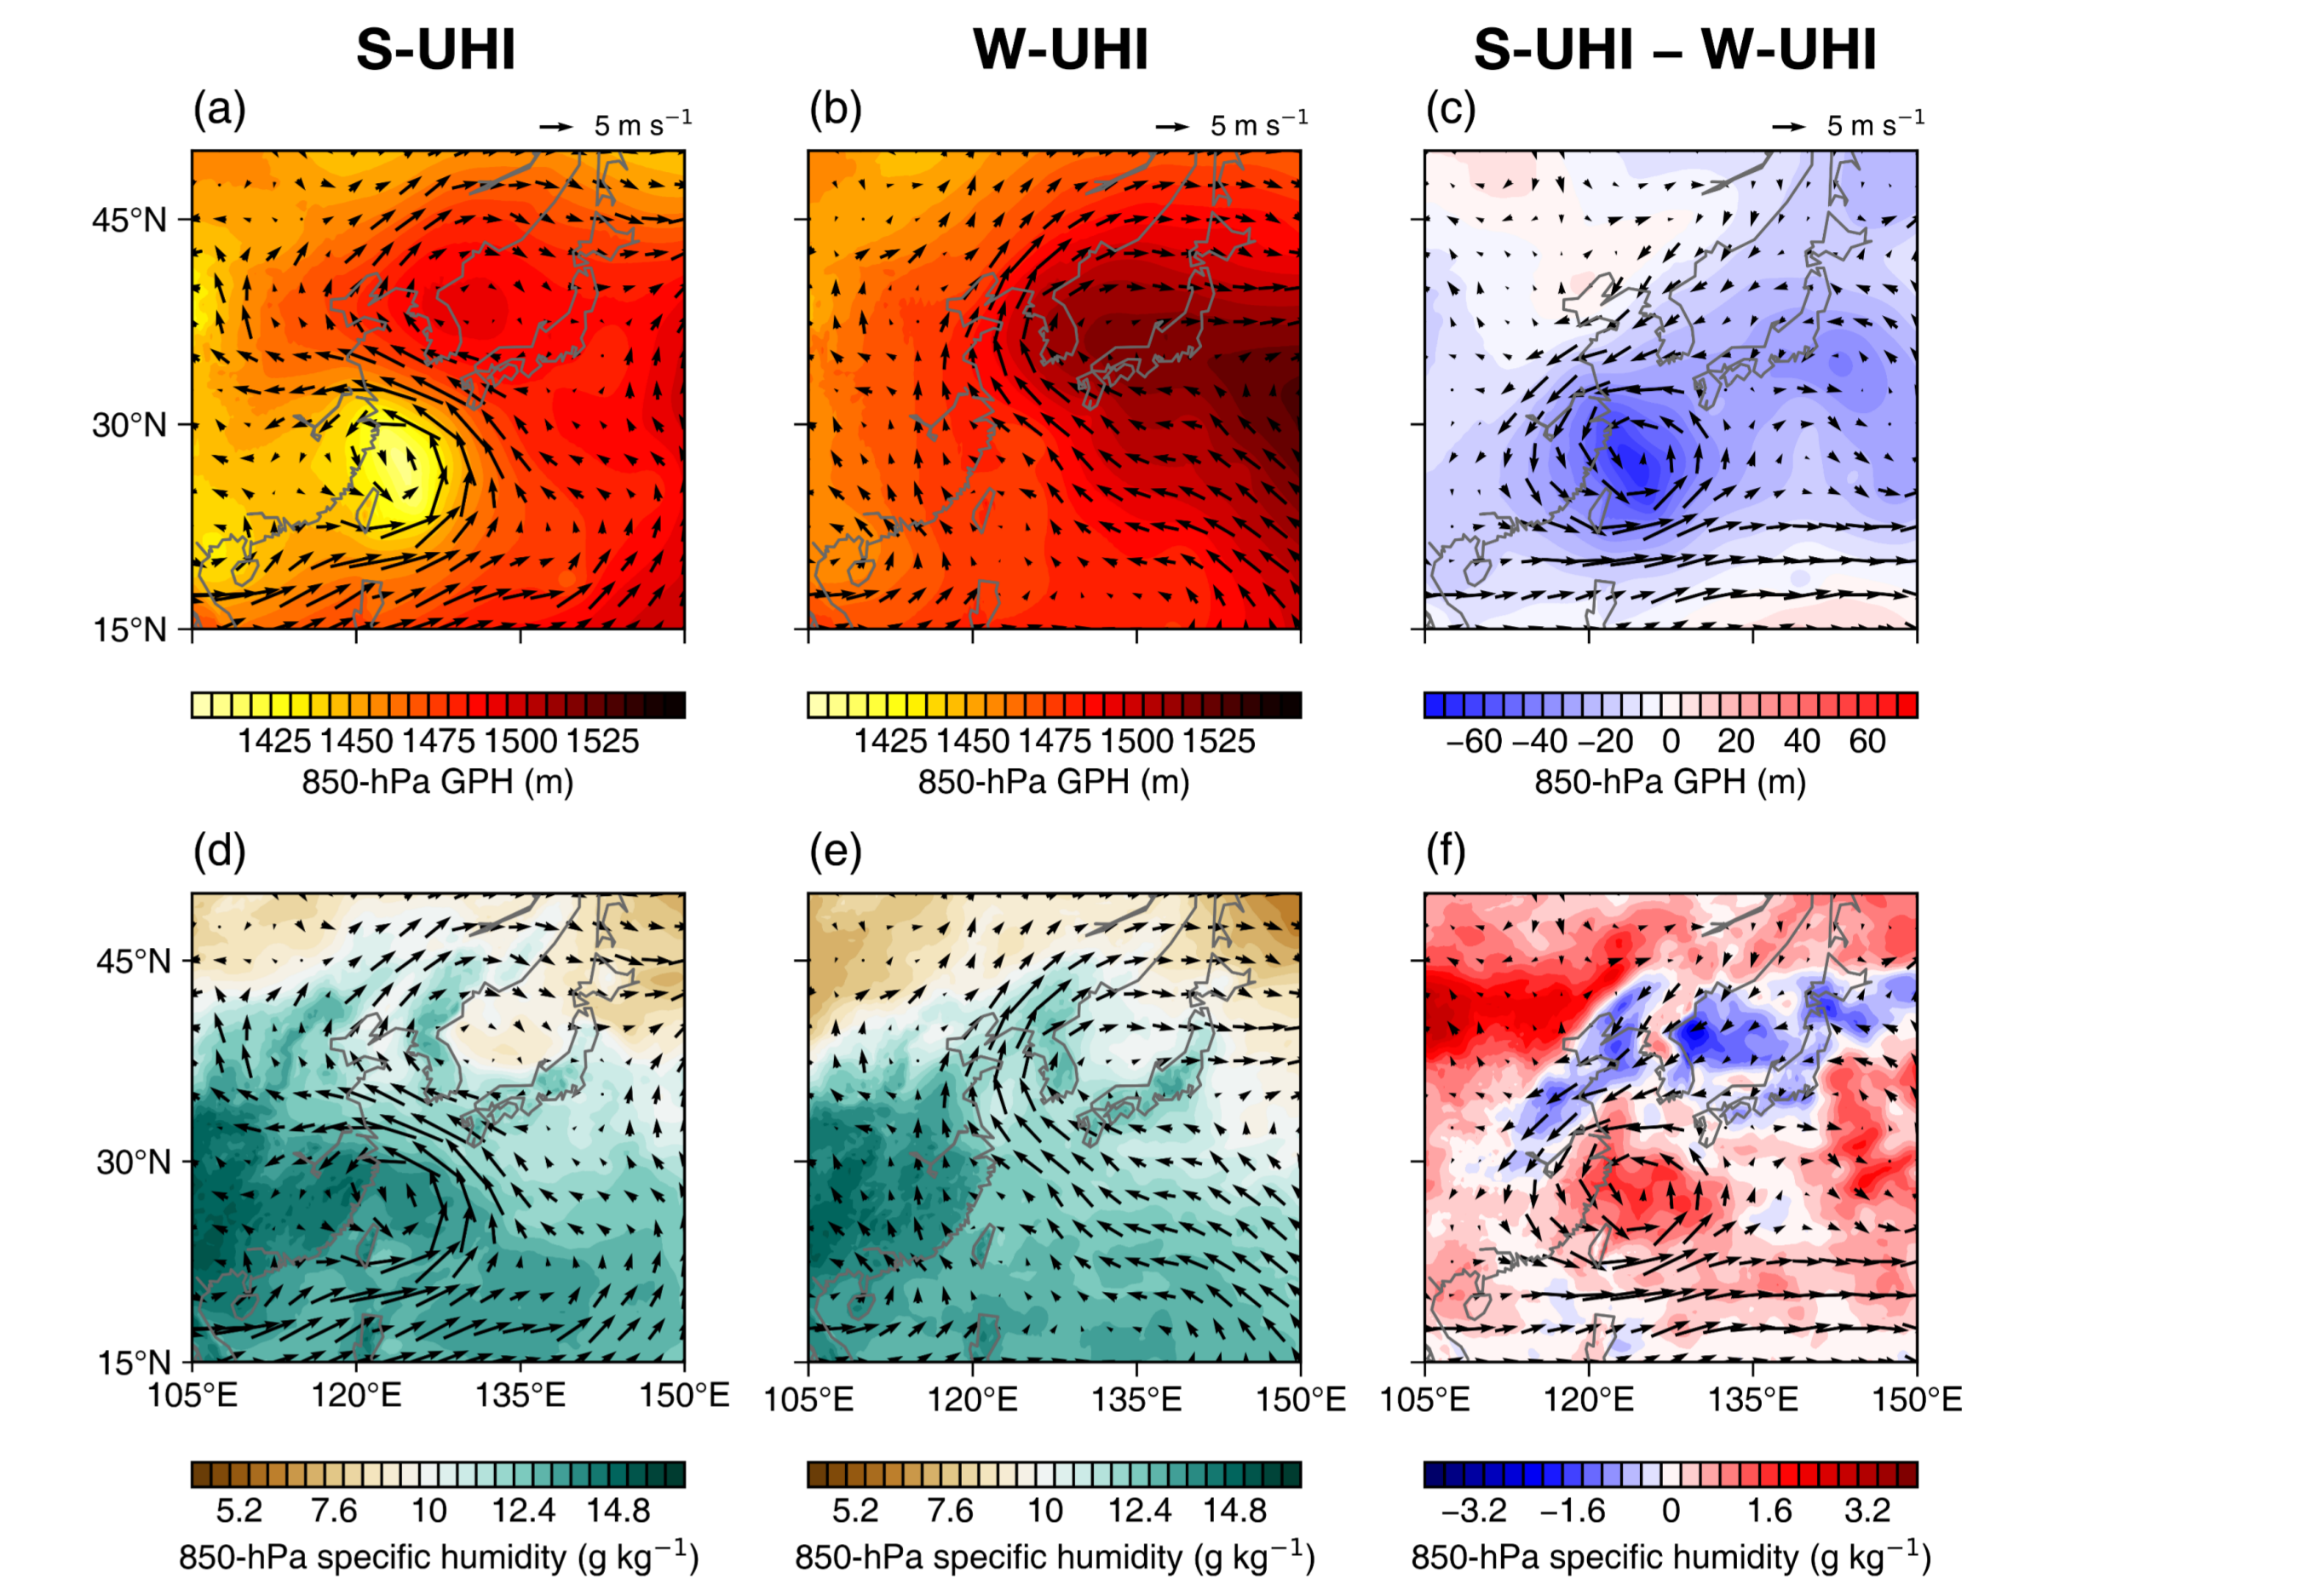 S-UHI W-UHI S-UHI – W-UHI
(a) (b) (c)
5 m s⁻¹ 5 m s⁻¹ 5 m s⁻¹
45°N
30°N
15°N
1425 1450 1475 1500 1525 1425 1450 1475 1500 1525 −60 −40 −20 0 20 40 60
850-hPa GPH (m) 850-hPa GPH (m) 850-hPa GPH (m)
(d) (e) (f)
45°N
30°N
15°N
105°E 120°E 135°E 150°E 105°E 120°E 135°E 150°E 105°E 120°E 135°E 150°E
5.2 7.6 10 12.4 14.8 5.2 7.6 10 12.4 14.8 −3.2 −1.6 0 1.6 3.2
850-hPa specific humidity (g kg⁻¹) 850-hPa specific humidity (g kg⁻¹) 850-hPa specific humidity (g kg⁻¹)